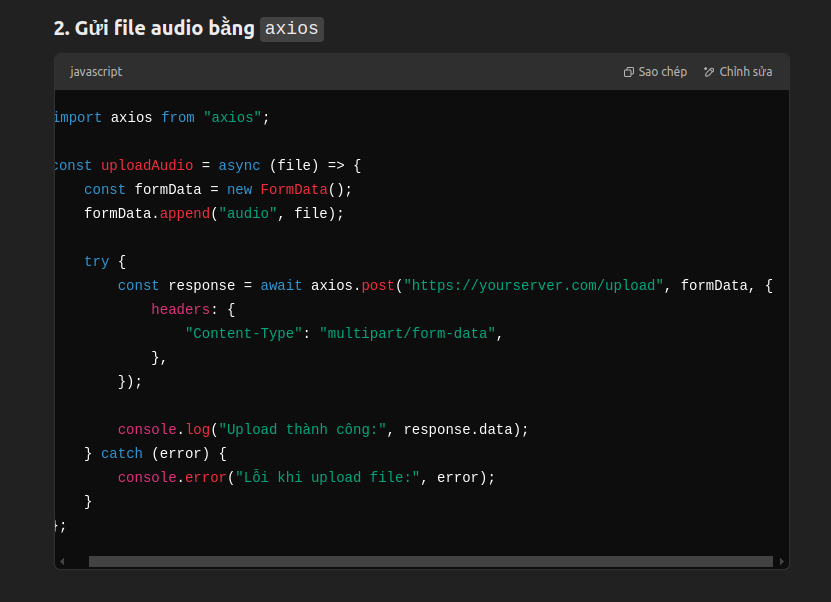 2. Gửi file audio bằng axios
javascript
Sao chép
Chỉnh sửa
import axios from "axios";
const uploadAudio = async (file) => {
const formData = new FormData();
formData.append("audio", file);
try {
const response = await axios.post("https://yourserver.com/upload", formData, {
headers: {
"Content-Type": "multipart/form-data",
},
});
console.log("Upload thành công:", response.data);
} catch (error) {
console.error("Lỗi khi upload file:", error);
}
};